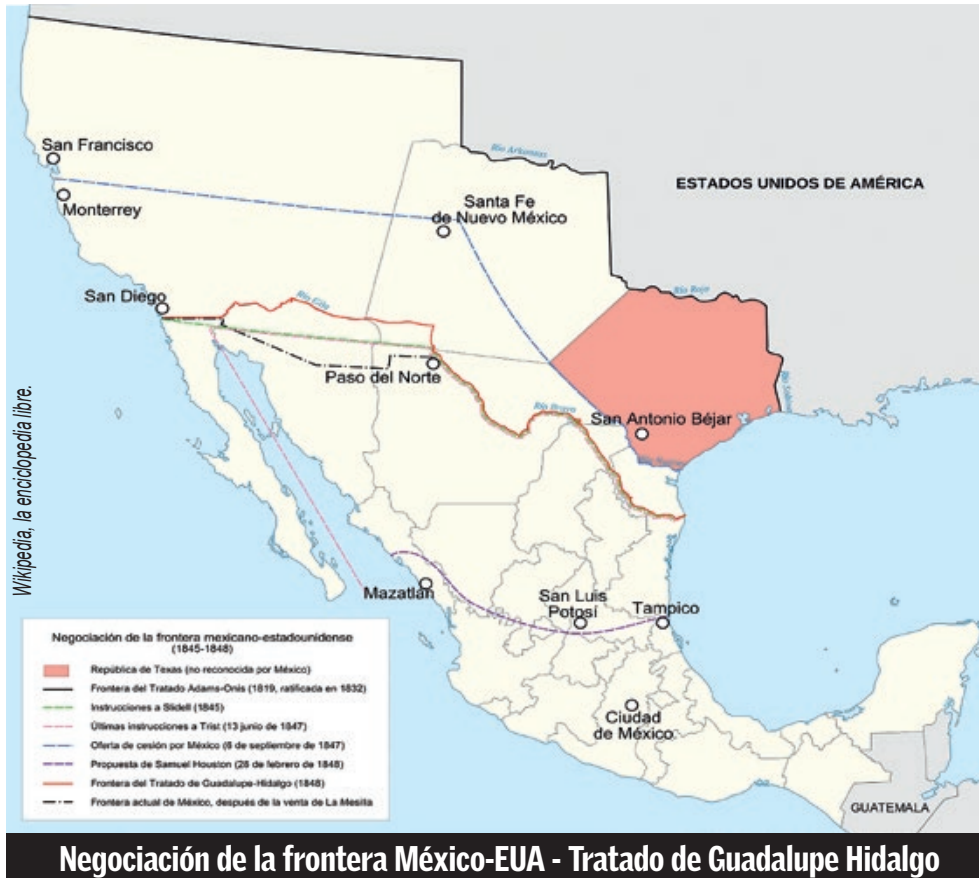 San Francisco
Monterrey
San Diego
Río Gila
Río Arkansas
ESTADOS UNIDOS DE AMÉRICA
Santa Fe
de Nuevo México
Río Rojo
Paso del Norte
Río Bravo
San Antonio Béjar
Mazatlán
San Luis
Potosí
Tampico
Ciudad
de México
GUATEMALA
Wikipedia, la enciclopedia libre.
Negociación de la frontera mexicano-estadounidense
(1845-1848)
República de Texas (no reconocida por México)
Frontera del Tratado Adams-Onís (1819, ratificada en 1832)
Instrucciones a Slidell (1845)
Últimas instrucciones a Trist (13 junio de 1847)
Oferta de cesión por México (6 de septiembre de 1847)
Propuesta de Samuel Houston (28 de febrero de 1848)
Frontera del Tratado de Guadalupe-Hidalgo (1848)
Frontera actual de México, después de la venta de La Mesilla
Negociación de la frontera México-EUA - Tratado de Guadalupe Hidalgo